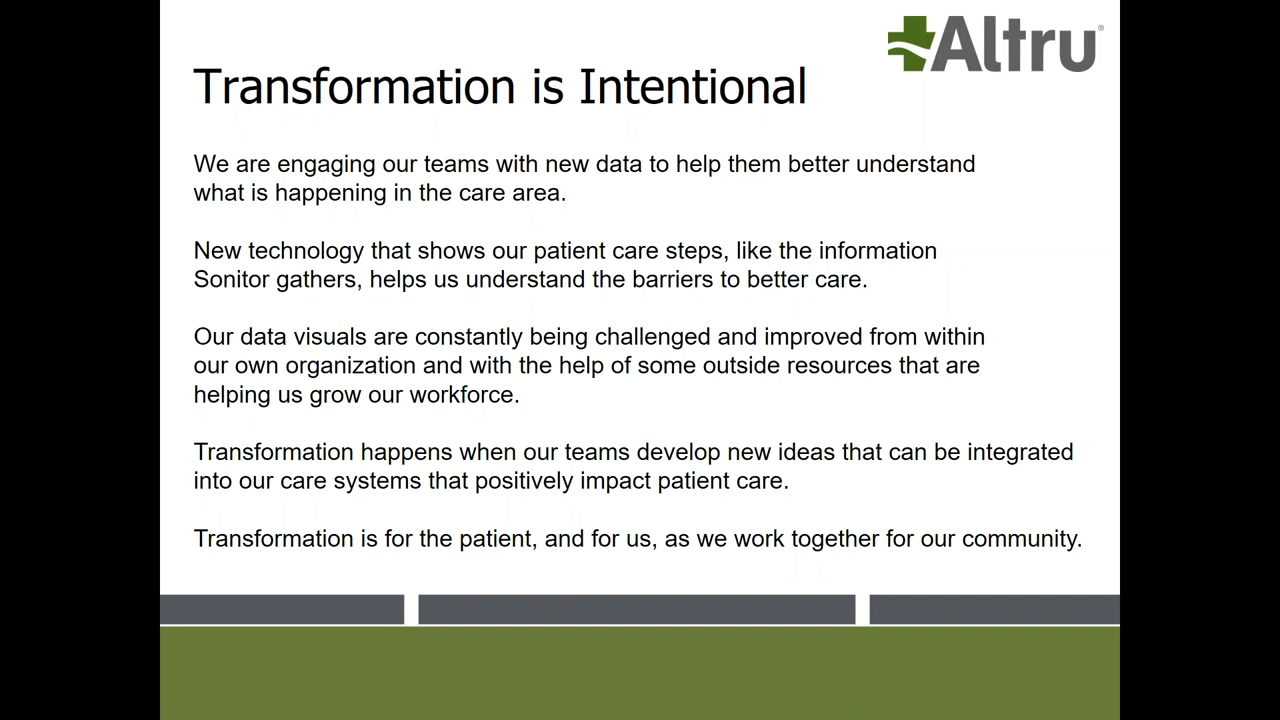 Altru®
Transformation is Intentional
We are engaging our teams with new data to help them better understand
what is happening in the care area.
New technology that shows our patient care steps, like the information
Sonitor gathers, helps us understand the barriers to better care.
Our data visuals are constantly being challenged and improved from within
our own organization and with the help of some outside resources that are
helping us grow our workforce.
Transformation happens when our teams develop new ideas that can be integrated
into our care systems that positively impact patient care.
Transformation is for the patient, and for us, as we work together for our community.